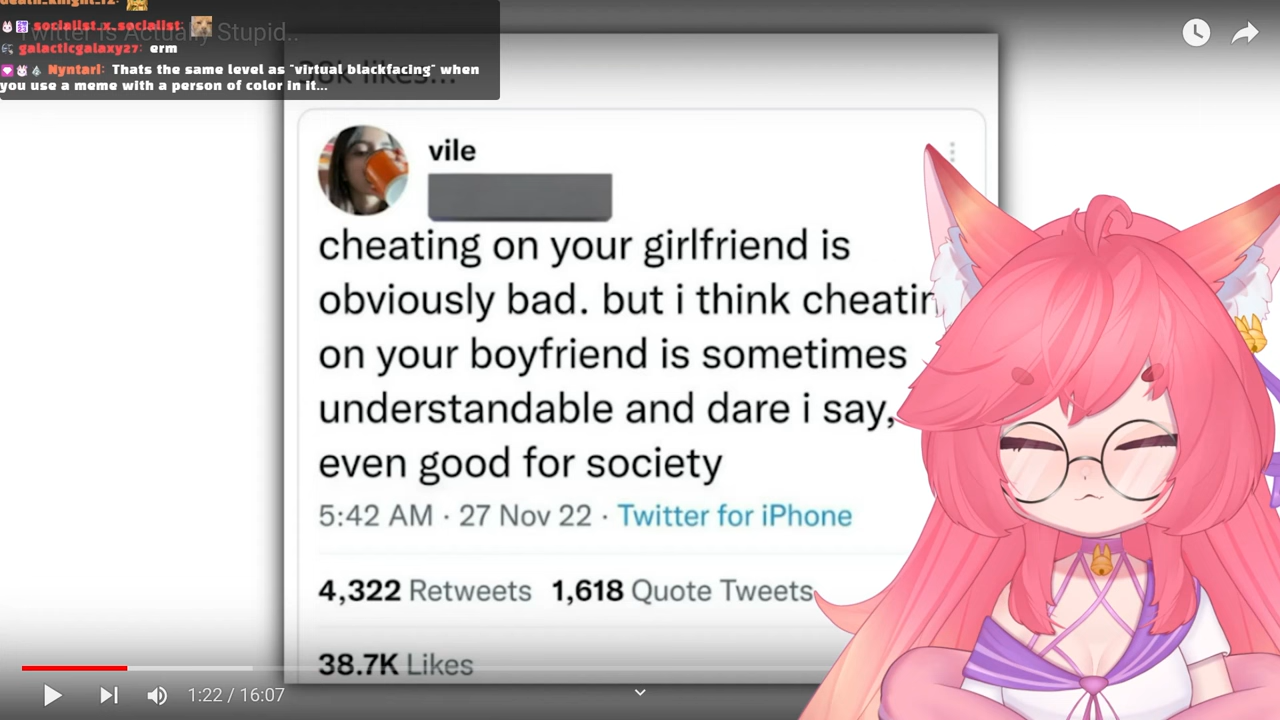 death_knight_12:
Twitter Is Actually Stupid..
socialist_x_socialist:
galacticgalaxy27: erm
Nyntari: Thats the same level as "virtual blackfacing" when
you use a meme with a person of color in it...
38k likes...
vile
cheating on your girlfriend is
obviously bad. but i think cheatin
on your boyfriend is sometimes
understandable and dare i say,
even good for society
5:42 AM · 27 Nov 22 · Twitter for iPhone
4,322 Retweets 1,618 Quote Tweets
38.7K Likes
1:22 / 16:07